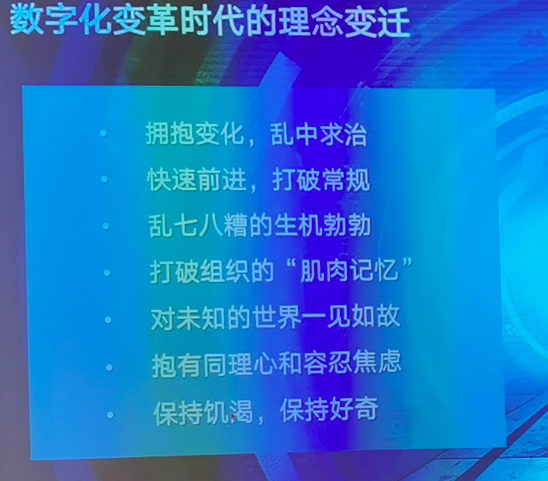 数字化变革时代的理念变迁
• 拥抱变化，乱中求治
• 快速前进，打破常规
• 乱七八糟的生机勃勃
• 打破组织的“肌肉记忆”
• 对未知的世界一见如故
• 抱有同理心和容忍焦虑
• 保持饥渴，保持好奇